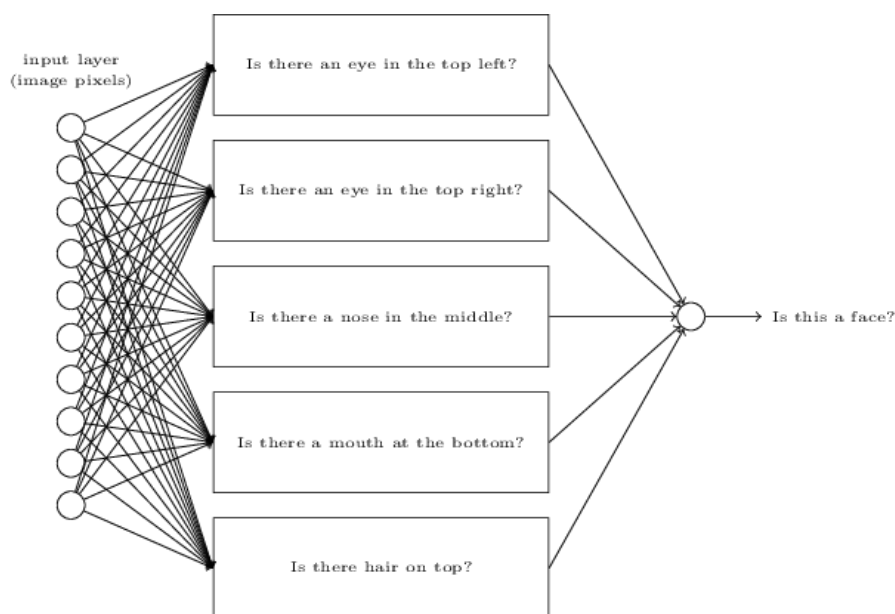 input layer
(image pixels)
Is there an eye in the top left?
Is there an eye in the top right?
Is there a nose in the middle?
Is this a face?
Is there a mouth at the bottom?
Is there hair on top?